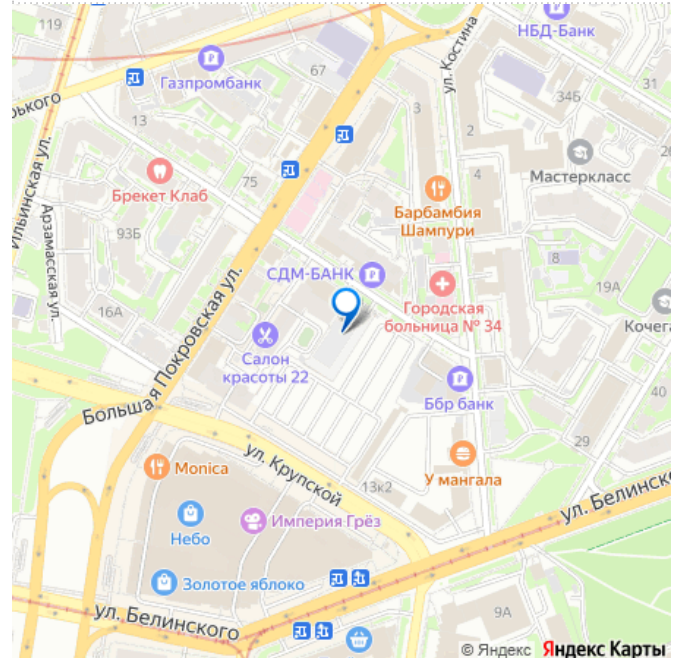 119
НБД-Банк
Газпромбанк
67
ул. Костина
31
34Б
ького
13
3
2
Ильинская ул.
Мастеркласс
Брекет Клаб
75
4
Барбамбия
Шампури
Арзамасская ул.
93Б
8
СДМ-БАНК
19А
Городская
больница № 34
16А
Кочега
Большая Покровская ул.
Салон
красоты 22
Ббр банк
40
29
ул. Крупской
Monica
У мангала
13к2
ул. Белинско
Небо
Империя Грёз
Золотое яблоко
ул. Белинского
9А
© Яндекс Яндекс Карты